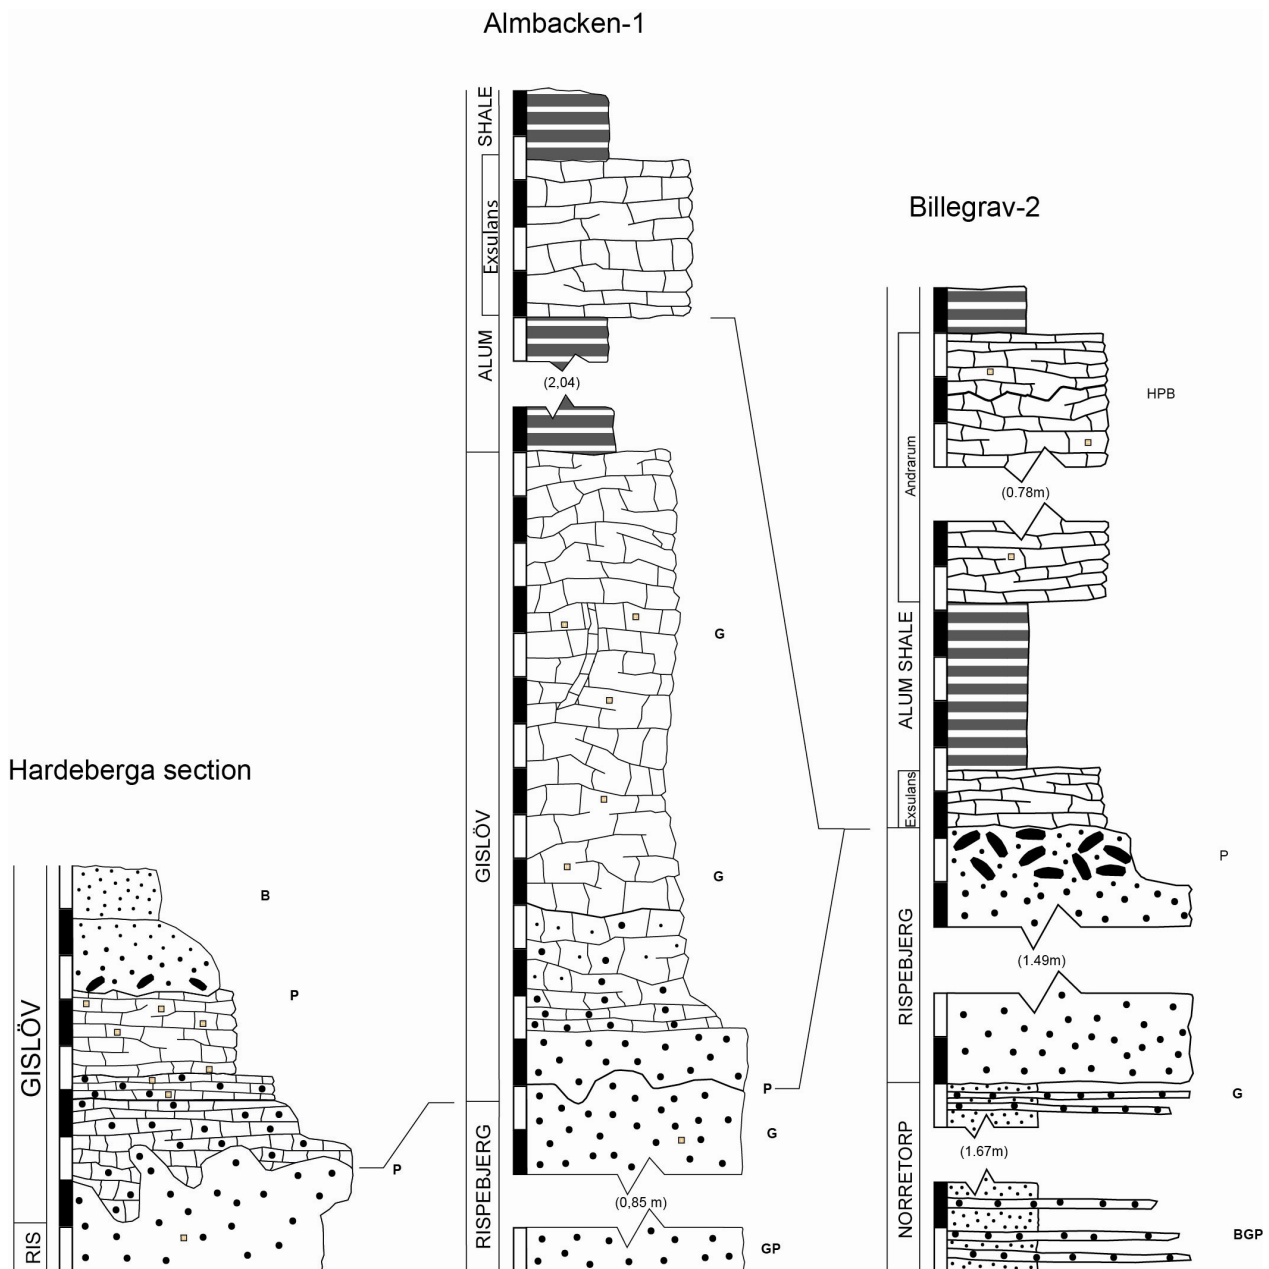 Almbacken-1
SHALE
Exsulans
ALUM
(2,04)
GISLÖV
G
G
P
RISPEBJERG
G
(0,85 m)
GP
Billegrav-2
HPB
Andrarum
(0.78m)
ALUM SHALE
Exsulans
P
RISPEBJERG
(1.49m)
G
NORRETORP
(1.67m)
BGP
Hardeberga section
B
GISLÖV
P
P
RIS